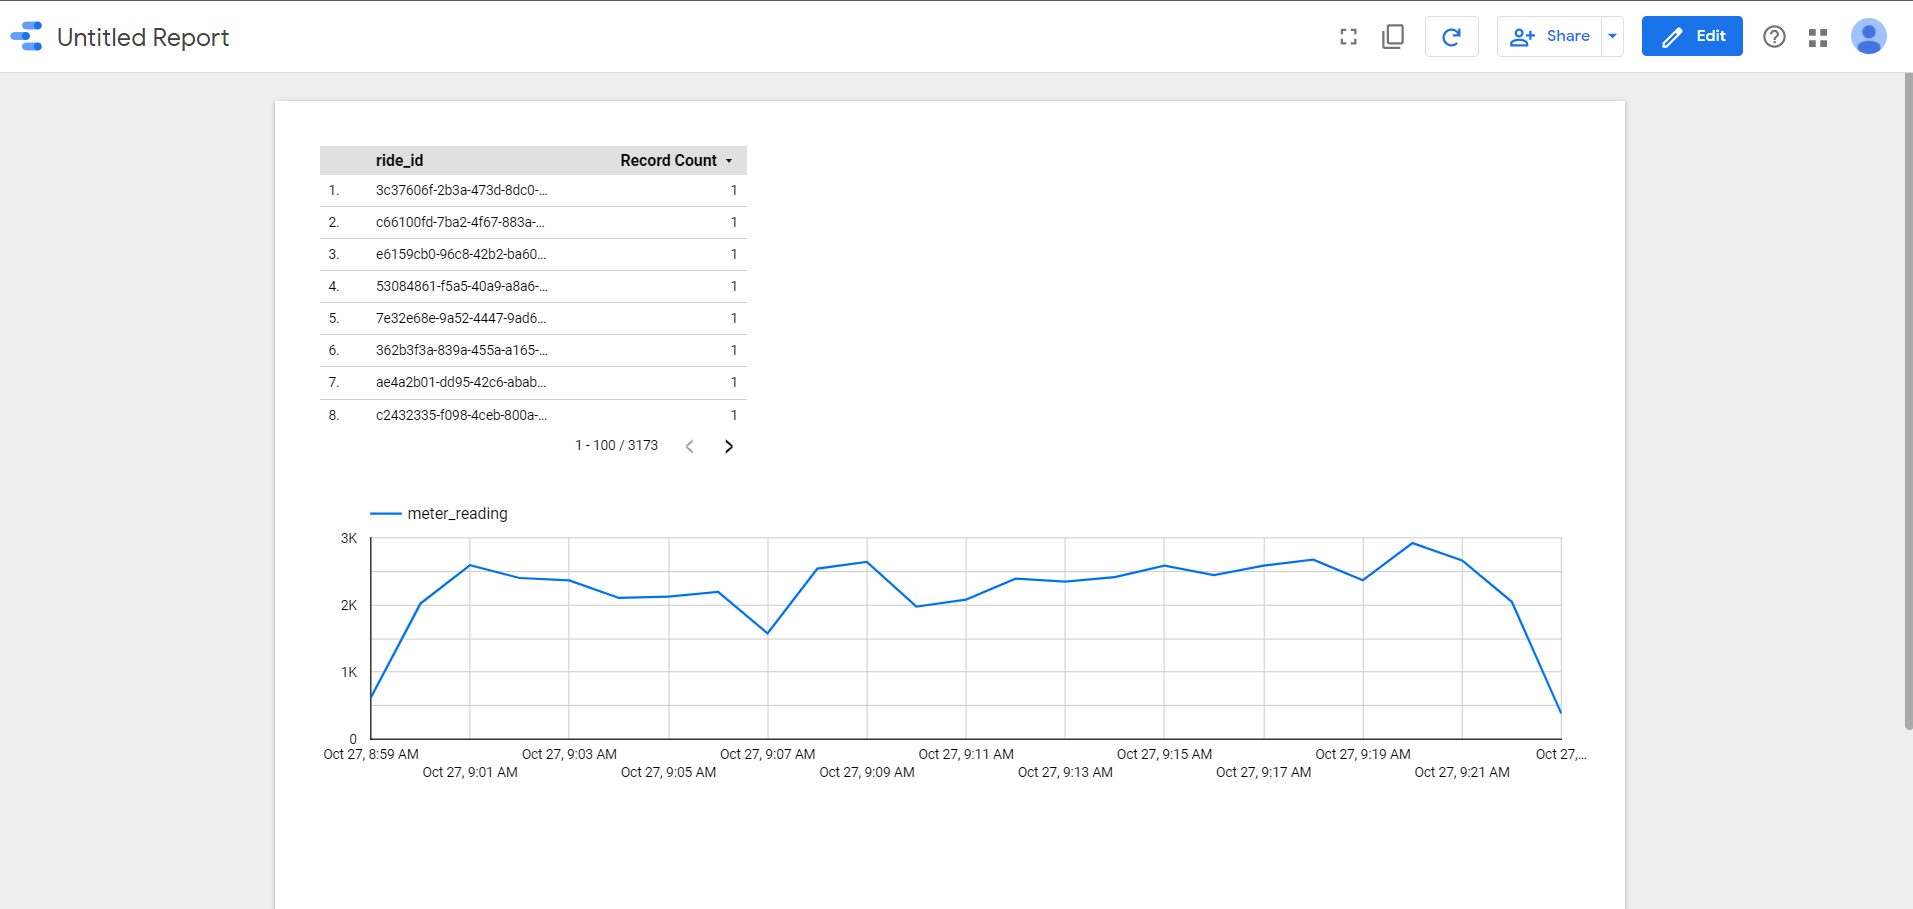 Untitled Report
Share
Edit
ride_id Record Count
1. 3c37606f-2b3a-473d-8dc0-... 1
2. c66100fd-7ba2-4f67-883a-... 1
3. e6159cb0-96c8-42b2-ba60... 1
4. 53084861-f5a5-40a9-a8a6-... 1
5. 7e32e68e-9a52-4447-9ad6... 1
6. 362b3f3a-839a-455a-a165-... 1
7. ae4a2b01-dd95-42c6-abab... 1
8. c2432335-f098-4ceb-800a-... 1
1 - 100 / 3173
meter_reading
3K
2K
1K
0
Oct 27, 8:59 AM Oct 27, 9:03 AM Oct 27, 9:07 AM Oct 27, 9:11 AM Oct 27, 9:15 AM Oct 27, 9:19 AM Oct 27,...
Oct 27, 9:01 AM Oct 27, 9:05 AM Oct 27, 9:09 AM Oct 27, 9:13 AM Oct 27, 9:17 AM Oct 27, 9:21 AM